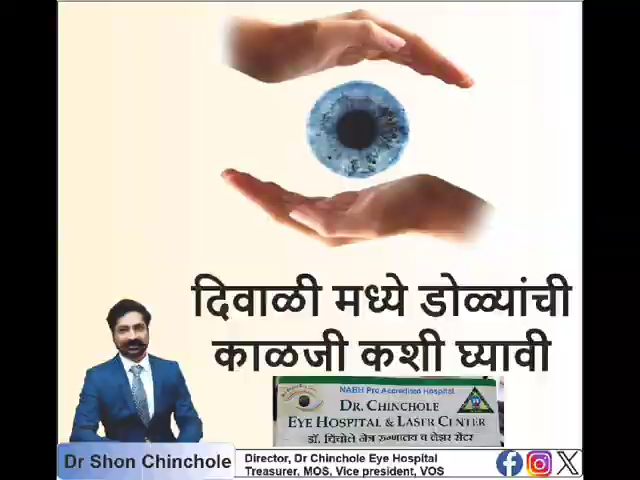 दिवाळी मध्ये डोळ्यांची
काळजी कशी घ्यावी
NABH Pre Accredited Hospital
DR. CHINCHOLE
EYE HOSPITAL & LASER CENTER
डॉ. चिंचोले नेत्र रुग्णालय व लेझर सेंटर
Dr Shon Chinchole
Director, Dr Chinchole Eye Hospital
Treasurer, MOS, Vice president, VOS